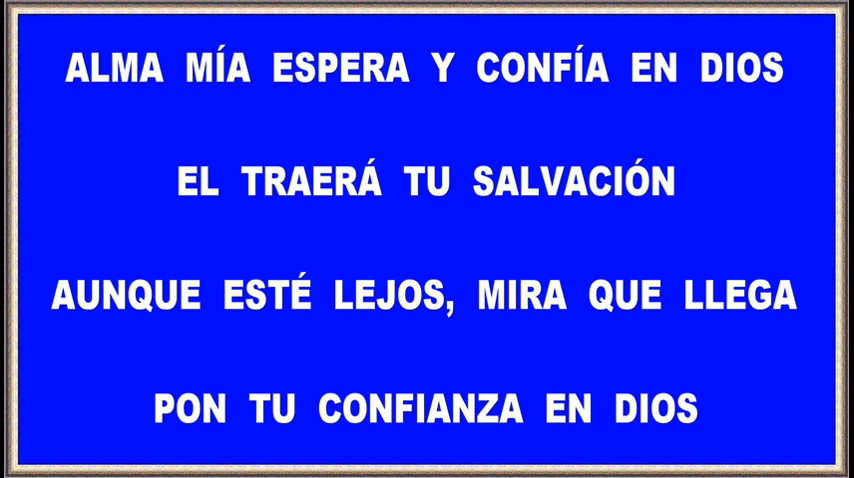 ALMA MÍA ESPERA Y CONFÍA EN DIOS
EL TRAERÁ TU SALVACIÓN
AUNQUE ESTÉ LEJOS, MIRA QUE LLEGA
PON TU CONFIANZA EN DIOS